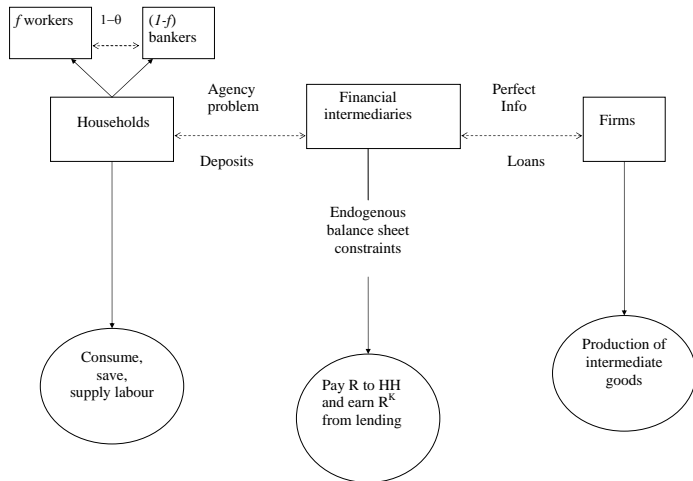 f workers
1−θ
(1-f)
bankers
Households
Agency
problem
Deposits
Financial
intermediaries
Perfect
Info
Loans
Firms
Endogenous
balance sheet
constraints
Consume,
save,
supply labour
Pay R to HH
and earn R^K
from lending
Production of
intermediate
goods